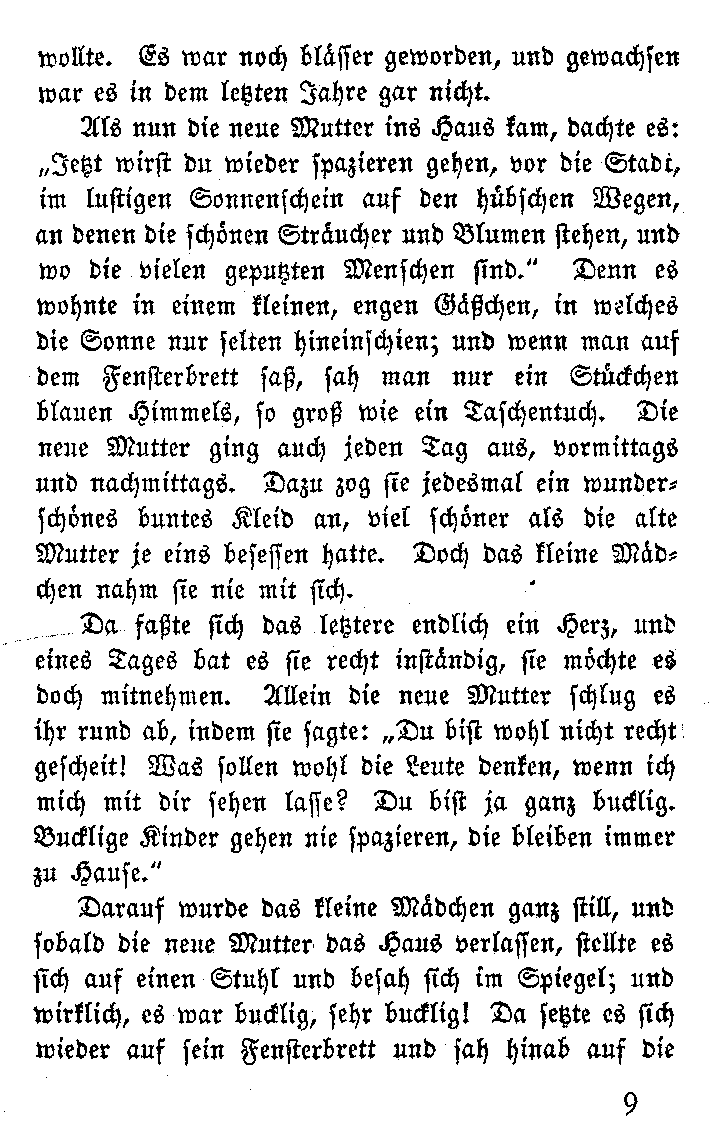 wollte. Es war noch blässer geworden, und gewachsen
war es in dem letzten Jahre gar nicht.
Als nun die neue Mutter ins Haus kam, dachte es:
„Jetzt wirst du wieder spazieren gehen, vor die Stadt,
im lustigen Sonnenschein auf den hübschen Wegen,
an denen die schönen Sträucher und Blumen stehen, und
wo die vielen geputzten Menschen sind.“ Denn es
wohnte in einem kleinen, engen Gäßchen, in welches
die Sonne nur selten hineinschien; und wenn man auf
dem Fensterbrett saß, sah man nur ein Stückchen
blauen Himmels, so groß wie ein Taschentuch. Die
neue Mutter ging auch jeden Tag aus, vormittags
und nachmittags. Dazu zog sie jedesmal ein wunder-
schönes buntes Kleid an, viel schöner als die alte
Mutter je eins besessen hatte. Doch das kleine Mäd-
chen nahm sie nie mit sich.
Da faßte sich das letztere endlich ein Herz, und
eines Tages bat es sie recht inständig, sie möchte es
doch mitnehmen. Allein die neue Mutter schlug es
ihr rund ab, indem sie sagte: „Du bist wohl nicht recht
gescheit! Was sollen wohl die Leute denken, wenn ich
mich mit dir sehen lasse? Du bist ja ganz bucklig.
Bucklige Kinder gehen nie spazieren, die bleiben immer
zu Hause.“
Darauf wurde das kleine Mädchen ganz still, und
sobald die neue Mutter das Haus verlassen, stellte es
sich auf einen Stuhl und besah sich im Spiegel; und
wirklich, es war bucklig, sehr bucklig! Da setzte es sich
wieder auf sein Fensterbrett und sah hinab auf die
9